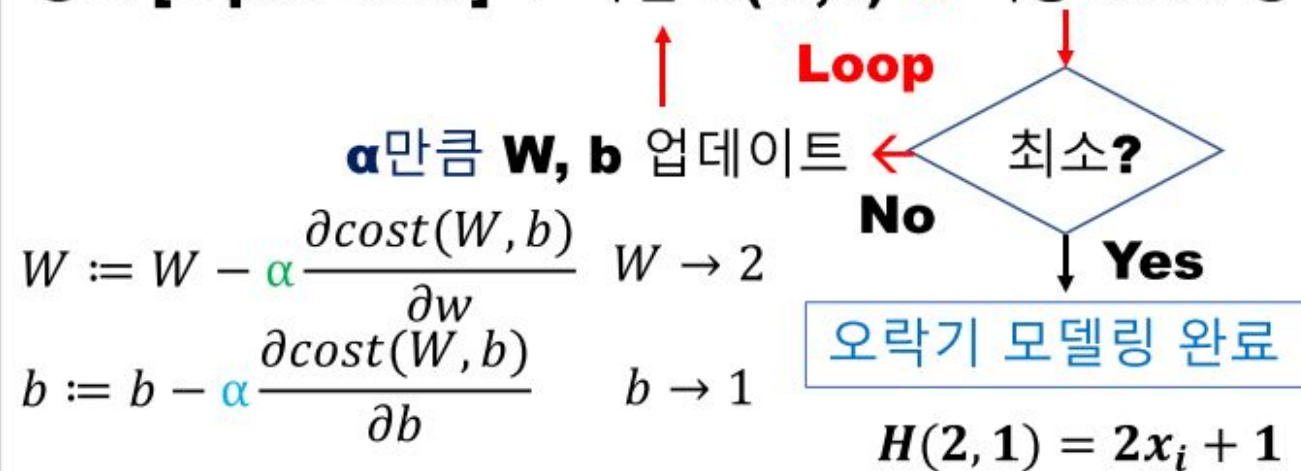 Loop
최소?
α만큼 W, b 업데이트
No
Yes
W ≔ W − α ∂cost(W, b)/∂w W → 2
오락기 모델링 완료
b ≔ b − α ∂cost(W, b)/∂b b → 1
H(2, 1) = 2xᵢ + 1